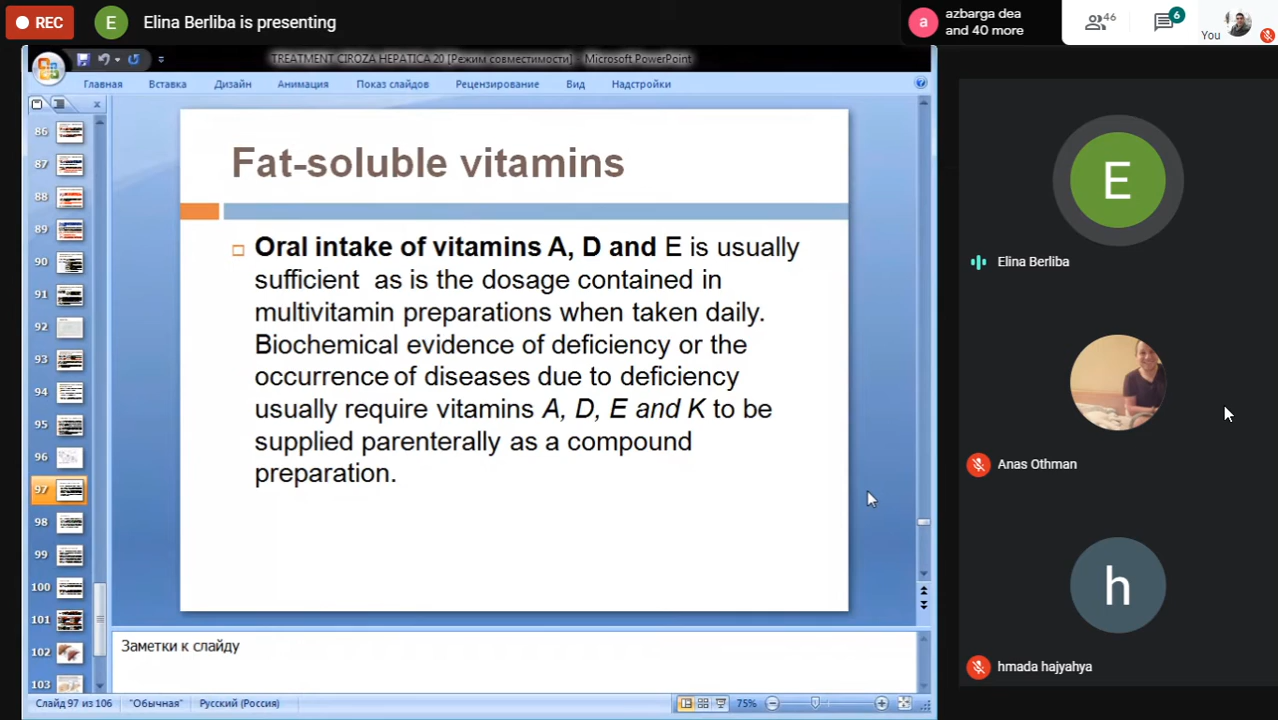 REC
E
Elina Berliba is presenting
a
azbarga dea
and 40 more
46
6
You
TREATMENT CIROZA HEPATICA 20 [Режим совместимости] - Microsoft PowerPoint
Главная Вставка Дизайн Анимация Показ слайдов Рецензирование Вид Надстройки
86
87
88
89
90
91
92
93
94
95
96
97
98
99
100
101
102
103
Fat-soluble vitamins
Oral intake of vitamins A, D and E is usually
sufficient as is the dosage contained in
multivitamin preparations when taken daily.
Biochemical evidence of deficiency or the
occurrence of diseases due to deficiency
usually require vitamins A, D, E and K to be
supplied parenterally as a compound
preparation.
Заметки к слайду
Слайд 97 из 106 "Обычная" Русский (Россия) 75%
E
Elina Berliba
Anas Othman
h
hmada hajyahya